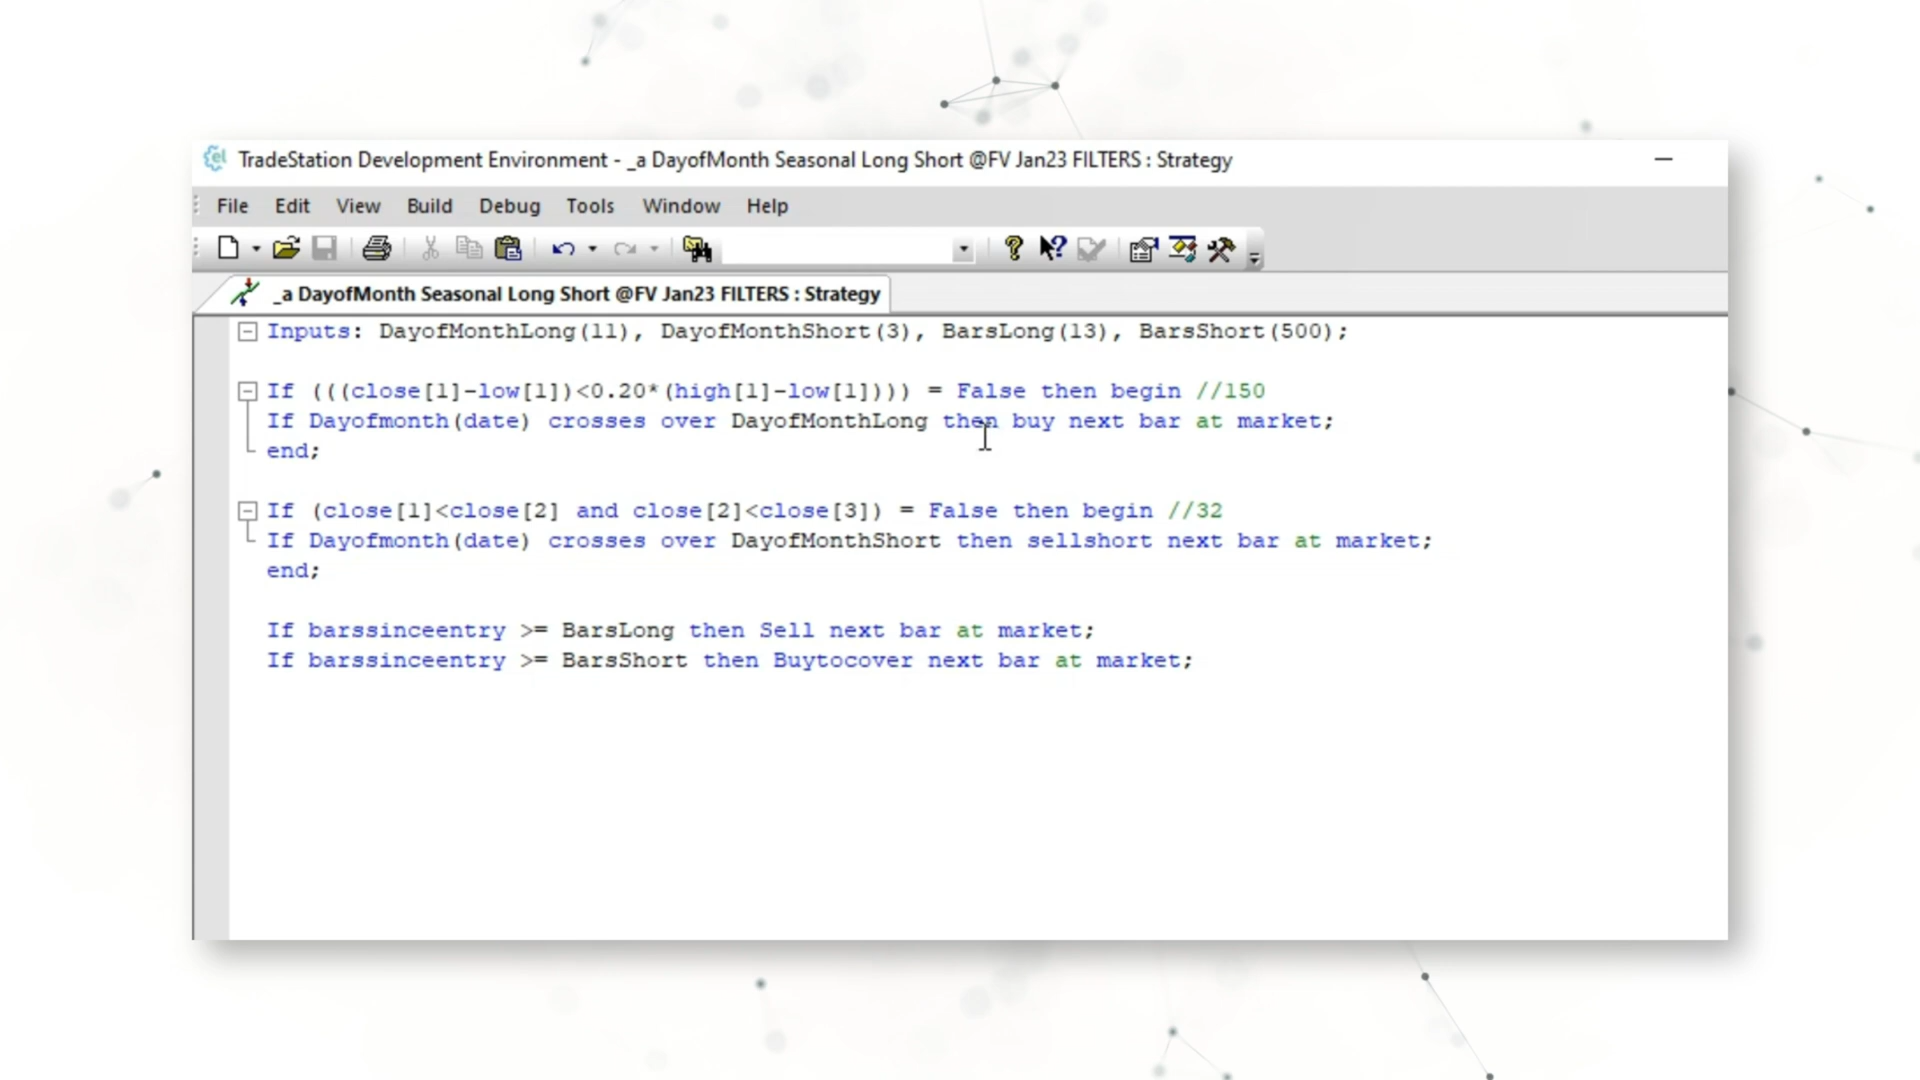 TradeStation Development Environment - _a DayofMonth Seasonal Long Short @FV Jan23 FILTERS : Strategy
File Edit View Build Debug Tools Window Help
_a DayofMonth Seasonal Long Short @FV Jan23 FILTERS : Strategy
Inputs: DayofMonthLong(11), DayofMonthShort(3), BarsLong(13), BarsShort(500);
If (((close[1]-low[1])<0.20*(high[1]-low[1]))) = False then begin //150
If Dayofmonth(date) crosses over DayofMonthLong then buy next bar at market;
end;
If (close[1]<close[2] and close[2]<close[3]) = False then begin //32
If Dayofmonth(date) crosses over DayofMonthShort then sellshort next bar at market;
end;
If barssinceentry >= BarsLong then Sell next bar at market;
If barssinceentry >= BarsShort then Buytocover next bar at market;